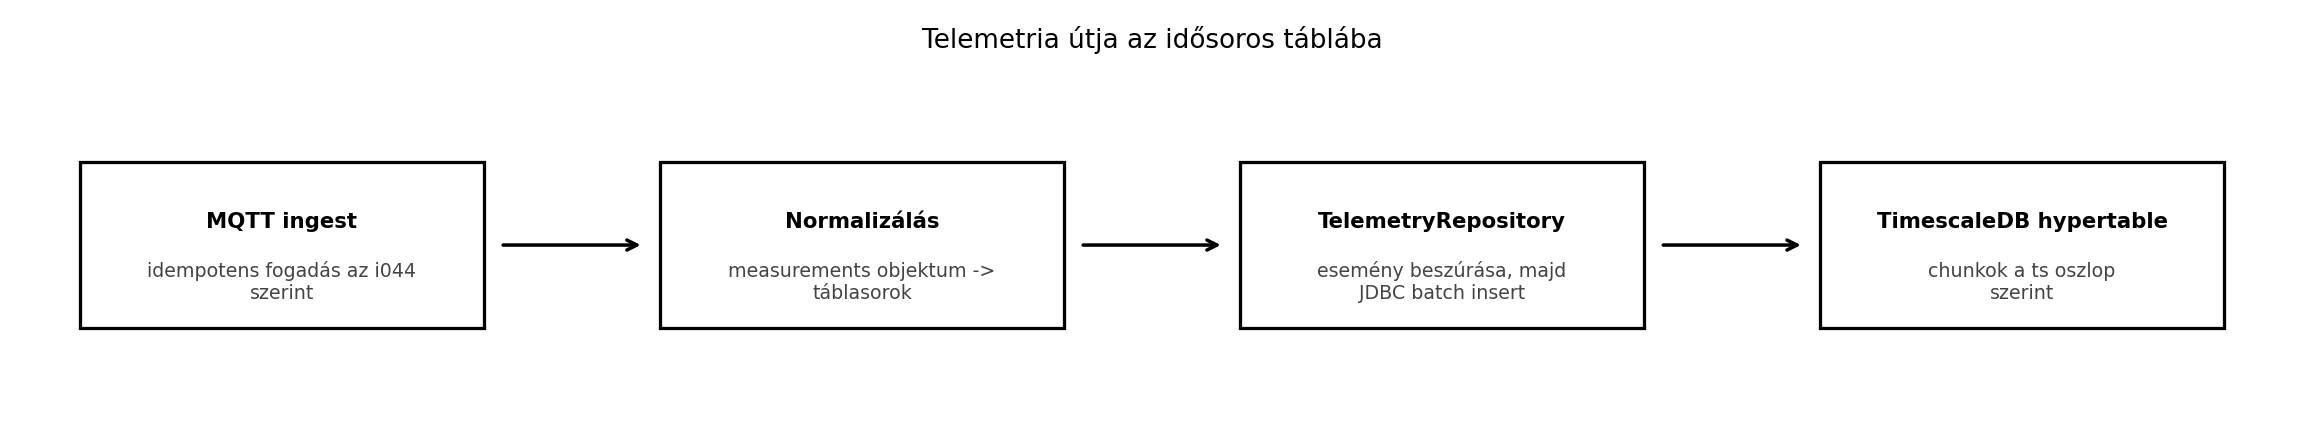 Telemetria útja az idősoros táblába
MQTT ingest
idempotens fogadás az i044
szerint
Normalizálás
measurements objektum ->
táblasorok
TelemetryRepository
esemény beszúrása, majd
JDBC batch insert
TimescaleDB hypertable
chunkok a ts oszlop
szerint